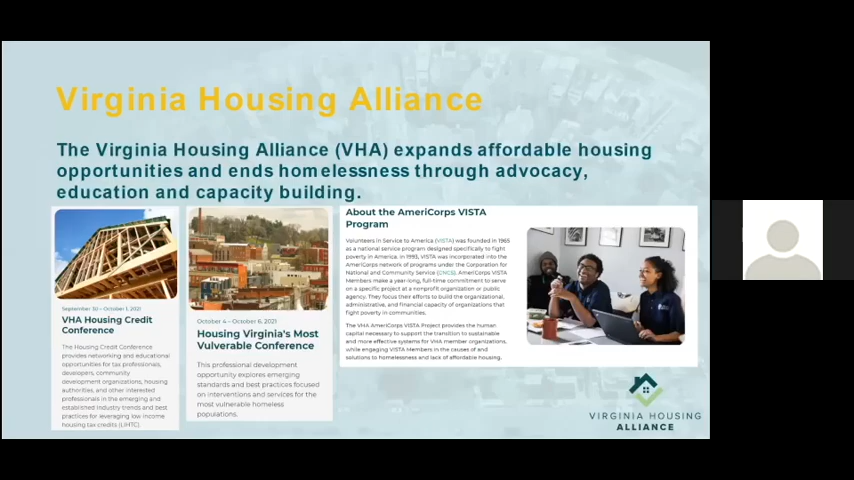 Virginia Housing Alliance
The Virginia Housing Alliance (VHA) expands affordable housing
opportunities and ends homelessness through advocacy,
education and capacity building.
September 30 - October 1, 2021
VHA Housing Credit
Conference
The Housing Credit Conference
provides networking and educational
opportunities for tax professionals,
developers, community
development organizations, housing
authorities, and other interested
professionals in the emerging and
established industry trends and best
practices for leveraging low income
housing tax credits (LIHTC).
October 4 - October 6, 2021
Housing Virginia's Most
Vulverable Conference
This professional development
opportunity explores emerging
standards and best practices focused
on interventions and services for the
most vulnerable homeless
populations.
About the AmeriCorps VISTA
Program
Volunteers in Service to America (VISTA) was founded in 1965
as a national service program designed specifically to fight
poverty in America. In 1993, VISTA was incorporated into the
AmeriCorps network of programs under the Corporation for
National and Community Service (CNCS). AmeriCorps VISTA
Members make a year-long, full-time commitment to serve
on a specific project at a nonprofit organization or public
agency. They focus their efforts to build the organizational,
administrative, and financial capacity of organizations that
fight poverty in communities.
The VHA AmeriCorps VISTA Project provides the human
capital necessary to support the transition to sustainable
and more effective systems for VHA member organizations,
while engaging VISTA Members in the causes of and
solutions to homelessness and lack of affordable housing.
VIRGINIA HOUSING
ALLIANCE